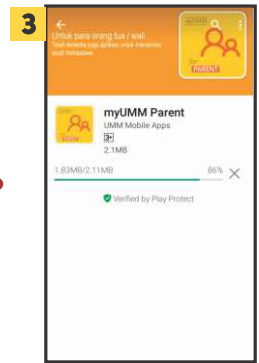 3
Untuk para orang tua / wali
for
PARENT
myUMM Parent
UMM Mobile Apps
3+
2.1MB
1.83MB/2.11MB
86%
Verified by Play Protect